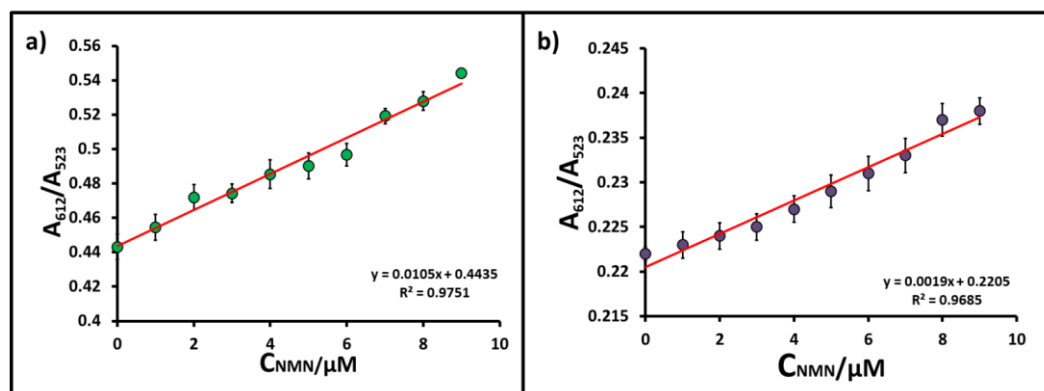 a)
0.56
0.54
0.52
0.5
0.48
0.46
0.44
0.42
0.4
A612/A523
0 2 4 6 8 10
CNMN/µM
y = 0.0105x + 0.4435
R² = 0.9751
b)
0.245
0.24
0.235
0.23
0.225
0.22
0.215
A612/A523
0 2 4 6 8 10
CNMN/µM
y = 0.0019x + 0.2205
R² = 0.9685